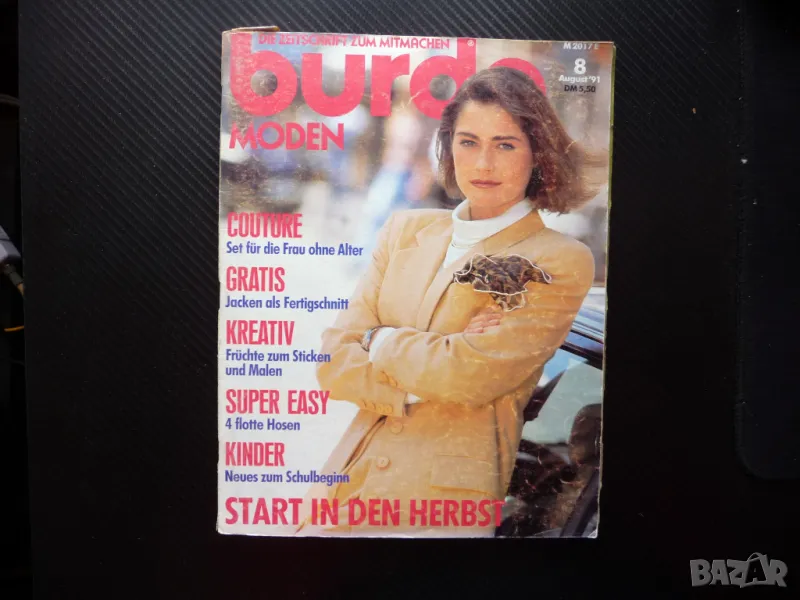 DIE ZEITSCHRIFT ZUM MITMACHEN
M 2017 E
burda
8
August '91
DM 5,50
MODEN
COUTURE
Set für die Frau ohne Alter
GRATIS
Jacken als Fertigschnitt
KREATIV
Früchte zum Sticken
und Malen
SUPER EASY
4 flotte Hosen
KINDER
Neues zum Schulbeginn
START IN DEN HERBST
BAZAR